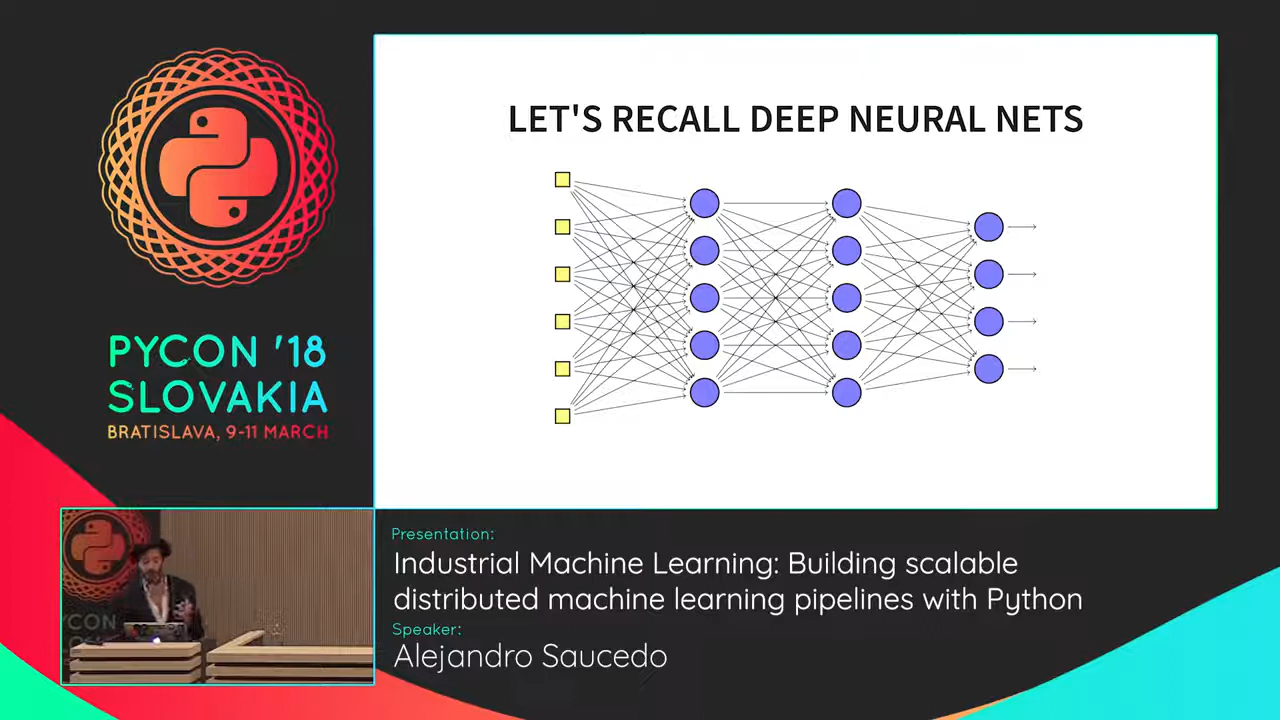 LET'S RECALL DEEP NEURAL NETS
PYCON '18
SLOVAKIA
BRATISLAVA, 9-11 MARCH
Presentation:
Industrial Machine Learning: Building scalable
distributed machine learning pipelines with Python
Speaker:
Alejandro Saucedo